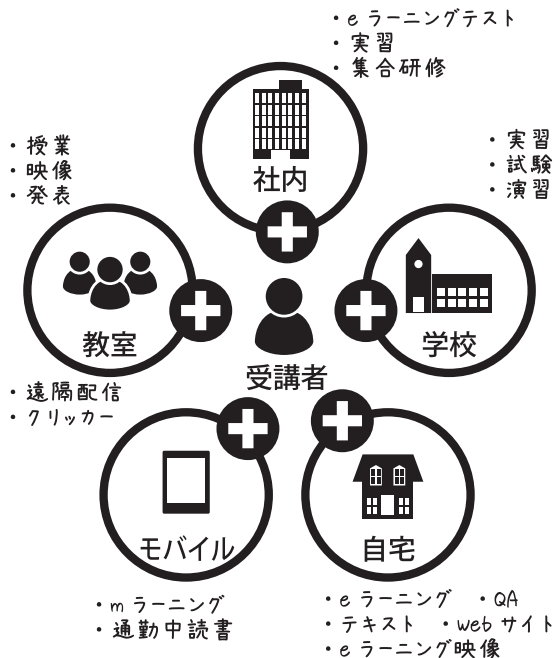 ・e ラーニングテスト
・実習
・集合研修
社内
・授業
・映像
・発表
・実習
・試験
・演習
教室
学校
受講者
・遠隔配信
・クリッカー
モバイル
自宅
・m ラーニング
・通勤中読書
・e ラーニング ・QA
・テキスト ・web サイト
・e ラーニング映像